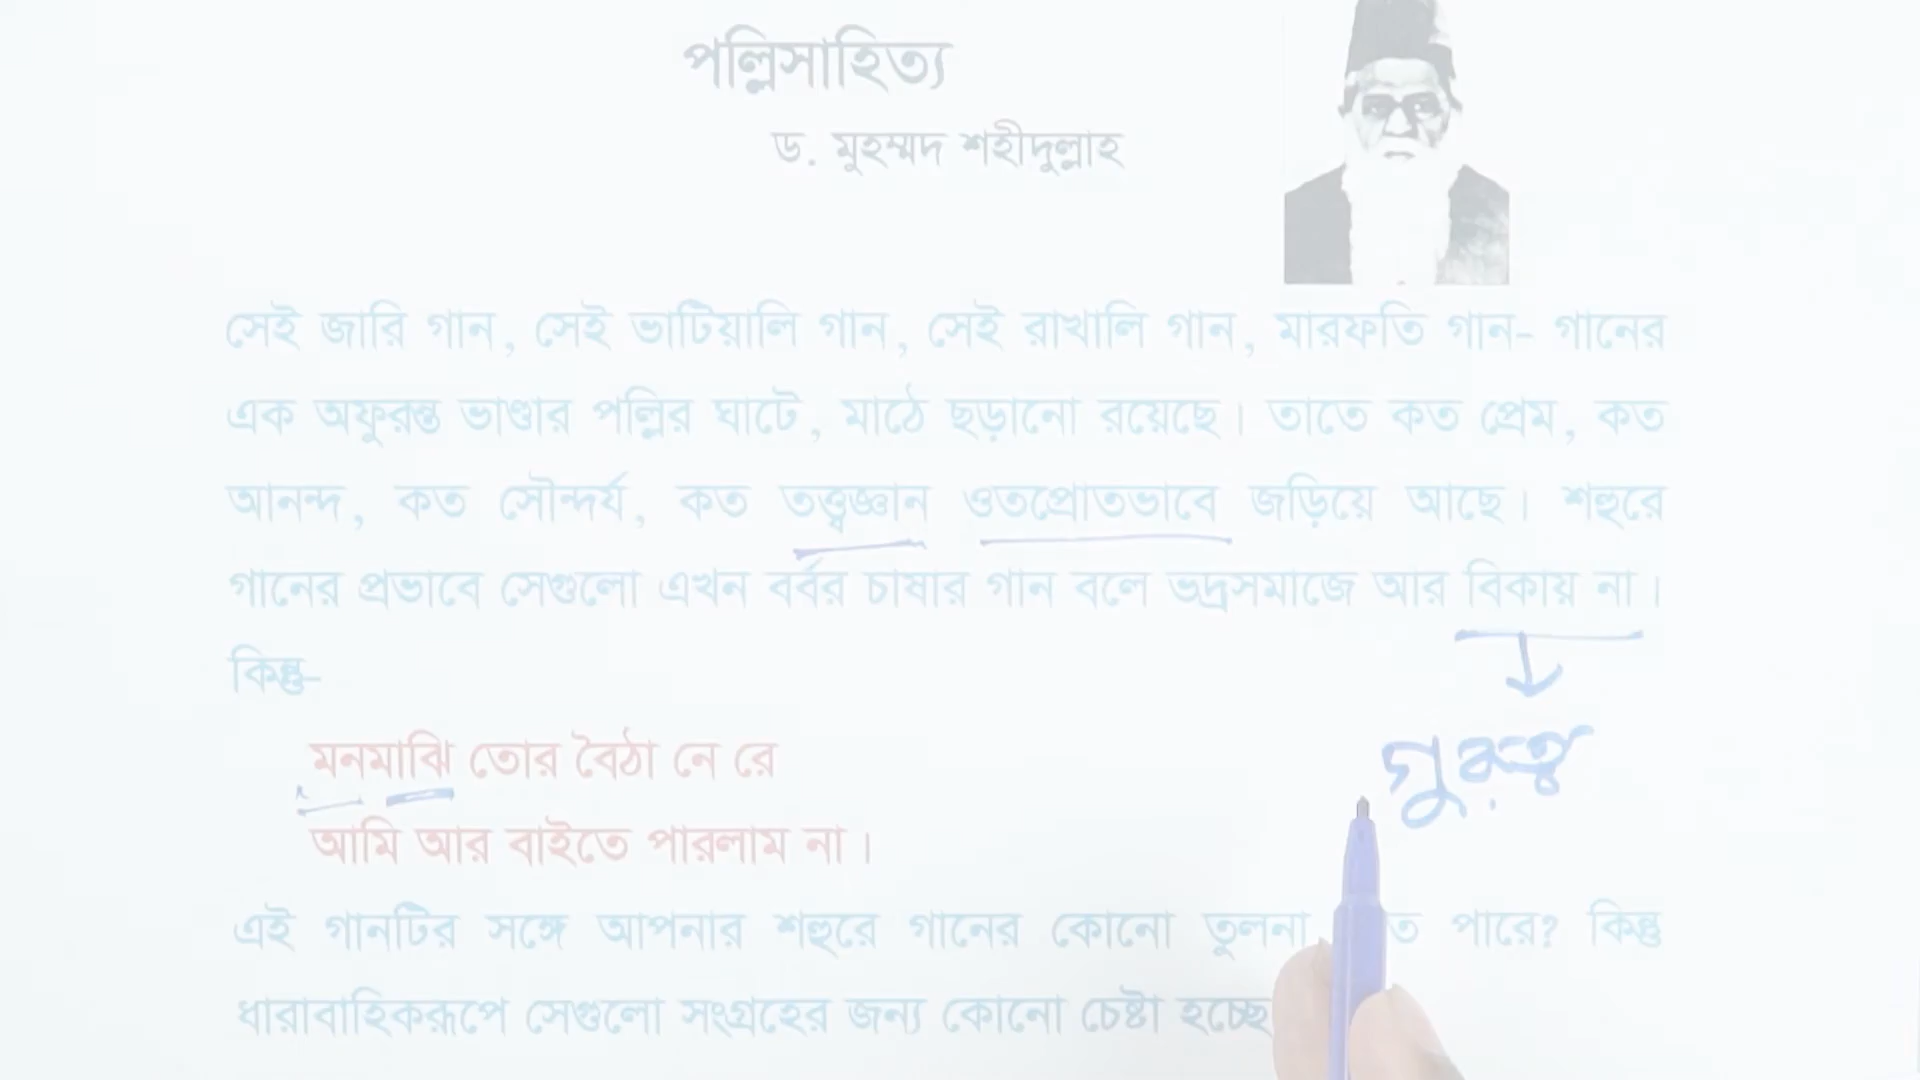 পল্লিসাহিত্য
ড. মুহম্মদ শহীদুল্লাহ
সেই জারি গান, সেই ভাটিয়ালি গান, সেই রাখালি গান, মারফতি গান– গানের
এক অফুরন্ত ভাণ্ডার পল্লির ঘাটে, মাঠে ছড়ানো রয়েছে। তাতে কত প্রেম, কত
আনন্দ, কত সৌন্দর্য, কত তত্ত্বজ্ঞান ওতপ্রোতভাবে জড়িয়ে আছে। শহুরে
গানের প্রভাবে সেগুলো এখন বর্বর চাষার গান বলে ভদ্রসমাজে আর বিকায় না।
কিন্তু–
মনমাঝি তোর বৈঠা নে রে
গুরুত্ব
আমি আর বাইতে পারলাম না।
এই গানটির সঙ্গে আপনার শহুরে গানের কোনো তুলনা পারে? কিন্তু
ধারাবাহিকরূপে সেগুলো সংগ্রহের জন্য কোনো চেষ্টা হচ্ছে